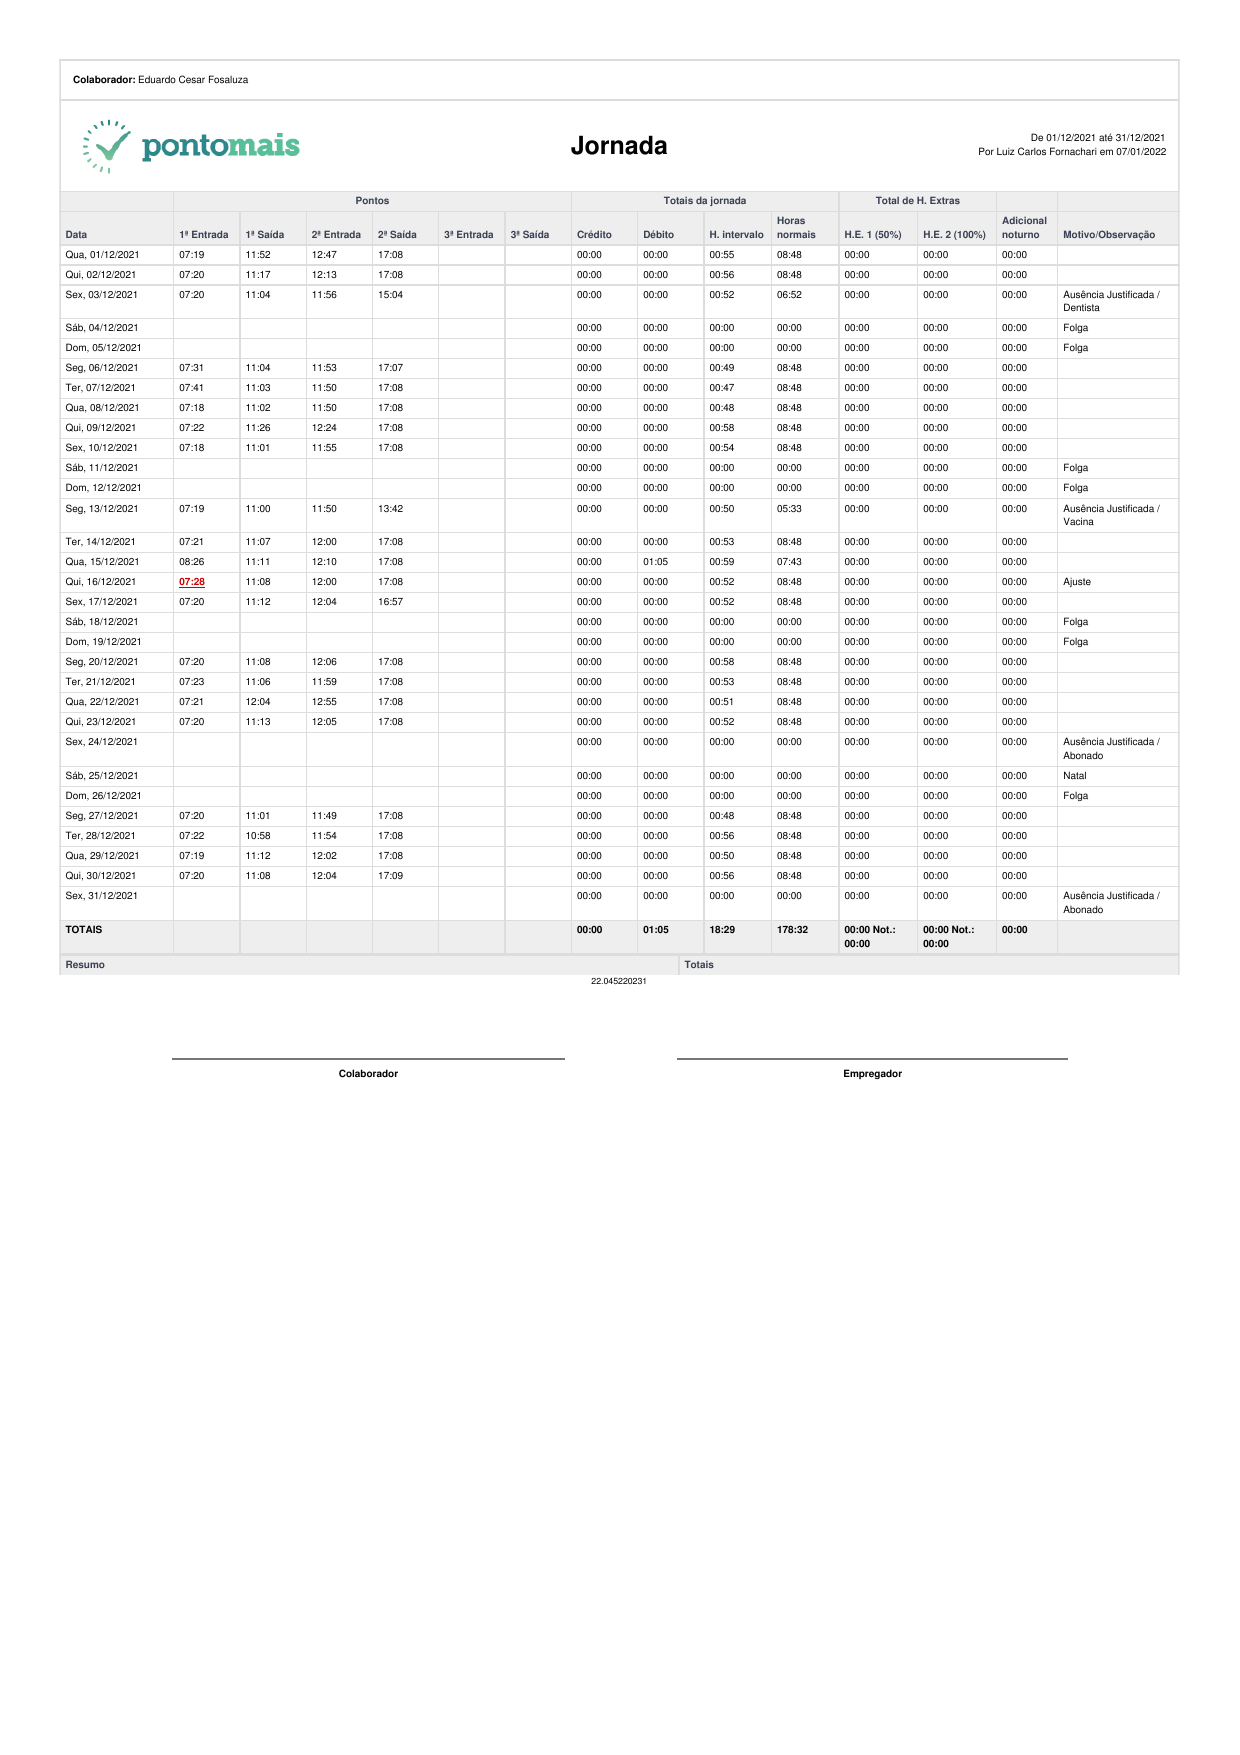 Colaborador: Eduardo Cesar Fosaluza
pontomais
Jornada
De 01/12/2021 até 31/12/2021
Por Luiz Carlos Fornachari em 07/01/2022
Pontos Totais da jornada Total de H. Extras
Data 1ª Entrada 1ª Saída 2ª Entrada 2ª Saída 3ª Entrada 3ª Saída Crédito Débito H. intervalo Horas normais H.E. 1 (50%) H.E. 2 (100%) Adicional noturno Motivo/Observação
Qua, 01/12/2021 07:19 11:52 12:47 17:08 00:00 00:00 00:55 08:48 00:00 00:00 00:00
Qui, 02/12/2021 07:20 11:17 12:13 17:08 00:00 00:00 00:56 08:48 00:00 00:00 00:00
Sex, 03/12/2021 07:20 11:04 11:56 15:04 00:00 00:00 00:52 06:52 00:00 00:00 00:00 Ausência Justificada /
Dentista
Sáb, 04/12/2021 00:00 00:00 00:00 00:00 00:00 00:00 00:00 Folga
Dom, 05/12/2021 00:00 00:00 00:00 00:00 00:00 00:00 00:00 Folga
Seg, 06/12/2021 07:31 11:04 11:53 17:07 00:00 00:00 00:49 08:48 00:00 00:00 00:00
Ter, 07/12/2021 07:41 11:03 11:50 17:08 00:00 00:00 00:47 08:48 00:00 00:00 00:00
Qua, 08/12/2021 07:18 11:02 11:50 17:08 00:00 00:00 00:48 08:48 00:00 00:00 00:00
Qui, 09/12/2021 07:22 11:26 12:24 17:08 00:00 00:00 00:58 08:48 00:00 00:00 00:00
Sex, 10/12/2021 07:18 11:01 11:55 17:08 00:00 00:00 00:54 08:48 00:00 00:00 00:00
Sáb, 11/12/2021 00:00 00:00 00:00 00:00 00:00 00:00 00:00 Folga
Dom, 12/12/2021 00:00 00:00 00:00 00:00 00:00 00:00 00:00 Folga
Seg, 13/12/2021 07:19 11:00 11:50 13:42 00:00 00:00 00:50 05:33 00:00 00:00 00:00 Ausência Justificada /
Vacina
Ter, 14/12/2021 07:21 11:07 12:00 17:08 00:00 00:00 00:53 08:48 00:00 00:00 00:00
Qua, 15/12/2021 08:26 11:11 12:10 17:08 00:00 01:05 00:59 07:43 00:00 00:00 00:00
Qui, 16/12/2021 07:28 11:08 12:00 17:08 00:00 00:00 00:52 08:48 00:00 00:00 00:00 Ajuste
Sex, 17/12/2021 07:20 11:12 12:04 16:57 00:00 00:00 00:52 08:48 00:00 00:00 00:00
Sáb, 18/12/2021 00:00 00:00 00:00 00:00 00:00 00:00 00:00 Folga
Dom, 19/12/2021 00:00 00:00 00:00 00:00 00:00 00:00 00:00 Folga
Seg, 20/12/2021 07:20 11:08 12:06 17:08 00:00 00:00 00:58 08:48 00:00 00:00 00:00
Ter, 21/12/2021 07:23 11:06 11:59 17:08 00:00 00:00 00:53 08:48 00:00 00:00 00:00
Qua, 22/12/2021 07:21 12:04 12:55 17:08 00:00 00:00 00:51 08:48 00:00 00:00 00:00
Qui, 23/12/2021 07:20 11:13 12:05 17:08 00:00 00:00 00:52 08:48 00:00 00:00 00:00
Sex, 24/12/2021 00:00 00:00 00:00 00:00 00:00 00:00 00:00 Ausência Justificada /
Abonado
Sáb, 25/12/2021 00:00 00:00 00:00 00:00 00:00 00:00 00:00 Natal
Dom, 26/12/2021 00:00 00:00 00:00 00:00 00:00 00:00 00:00 Folga
Seg, 27/12/2021 07:20 11:01 11:49 17:08 00:00 00:00 00:48 08:48 00:00 00:00 00:00
Ter, 28/12/2021 07:22 10:58 11:54 17:08 00:00 00:00 00:56 08:48 00:00 00:00 00:00
Qua, 29/12/2021 07:19 11:12 12:02 17:08 00:00 00:00 00:50 08:48 00:00 00:00 00:00
Qui, 30/12/2021 07:20 11:08 12:04 17:09 00:00 00:00 00:56 08:48 00:00 00:00 00:00
Sex, 31/12/2021 00:00 00:00 00:00 00:00 00:00 00:00 00:00 Ausência Justificada /
Abonado
TOTAIS 00:00 01:05 18:29 178:32 00:00 Not.: 00:00 Not.: 00:00
00:00 00:00
Resumo Totais
22.045220231
Colaborador Empregador